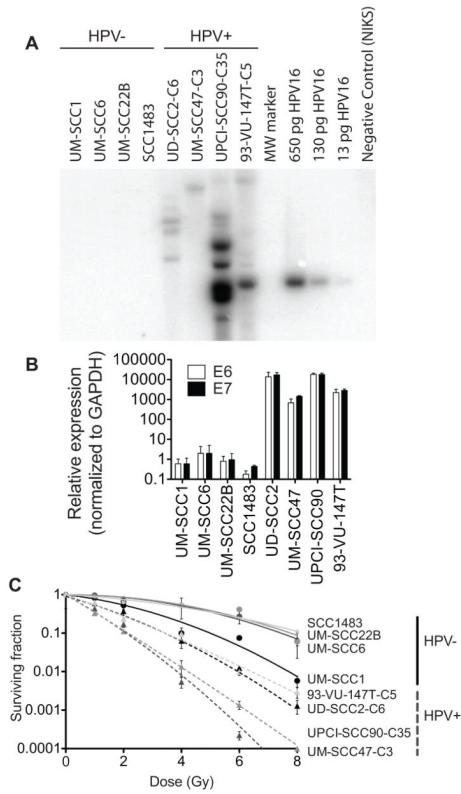 A
HPV-
HPV+
UM-SCC1
UM-SCC6
UM-SCC22B
SCC1483
UD-SCC2-C6
UM-SCC47-C3
UPCI-SCC90-C35
93-VU-147T-C5
MW marker
650 pg HPV16
130 pg HPV16
13 pg HPV16
Negative Control (NIKS)
B
Relative expression
(normalized to GAPDH)
100000
10000
1000
100
10
1
0.1
E6
E7
UM-SCC1
UM-SCC6
UM-SCC22B
SCC1483
UD-SCC2
UM-SCC47
UPCI-SCC90
93-VU-147T
C
Surviving fraction
1
0.1
0.01
0.001
0.0001
0
2
4
6
8
Dose (Gy)
SCC1483
UM-SCC22B
UM-SCC6
UM-SCC1
93-VU-147T-C5
UD-SCC2-C6
UPCI-SCC90-C35
UM-SCC47-C3
HPV-
HPV+